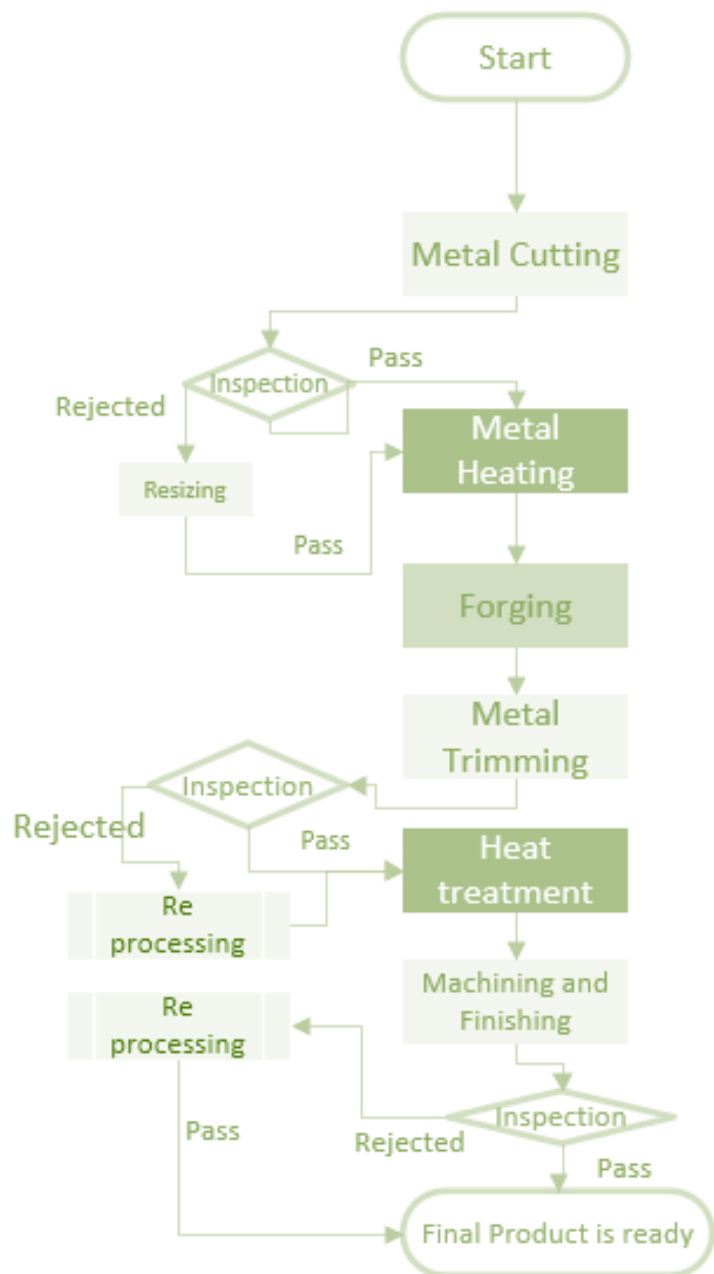 Start
Metal Cutting
Pass
Inspection
Rejected
Metal
Heating
Resizing
Pass
Forging
Metal
Trimming
Inspection
Rejected
Pass
Heat
treatment
Re
processing
Machining and
Finishing
Re
processing
Inspection
Pass
Rejected
Pass
Final Product is ready